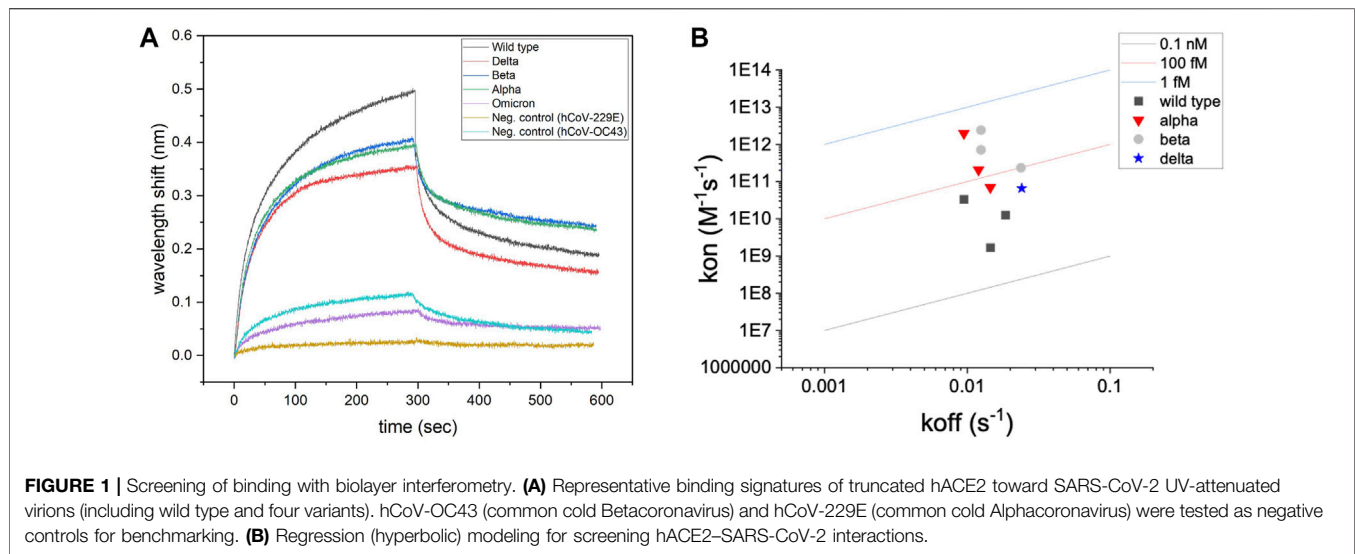 A
0.6
0.5
0.4
0.3
0.2
0.1
0.0
wavelength shift (nm)
0
100
200
300
400
500
600
time (sec)
Wild type
Delta
Beta
Alpha
Omicron
Neg. control (hCoV-229E)
Neg. control (hCoV-OC43)
B
1E14
1E13
1E12
1E11
1E10
1E9
1E8
1E7
1000000
kon (M⁻¹s⁻¹)
0.001
0.01
0.1
koff (s⁻¹)
0.1 nM
100 fM
1 fM
wild type
alpha
beta
delta
FIGURE 1 | Screening of binding with biolayer interferometry. (A) Representative binding signatures of truncated hACE2 toward SARS-CoV-2 UV-attenuated
virions (including wild type and four variants). hCoV-OC43 (common cold Betacoronavirus) and hCoV-229E (common cold Alphacoronavirus) were tested as negative
controls for benchmarking. (B) Regression (hyperbolic) modeling for screening hACE2–SARS-CoV-2 interactions.